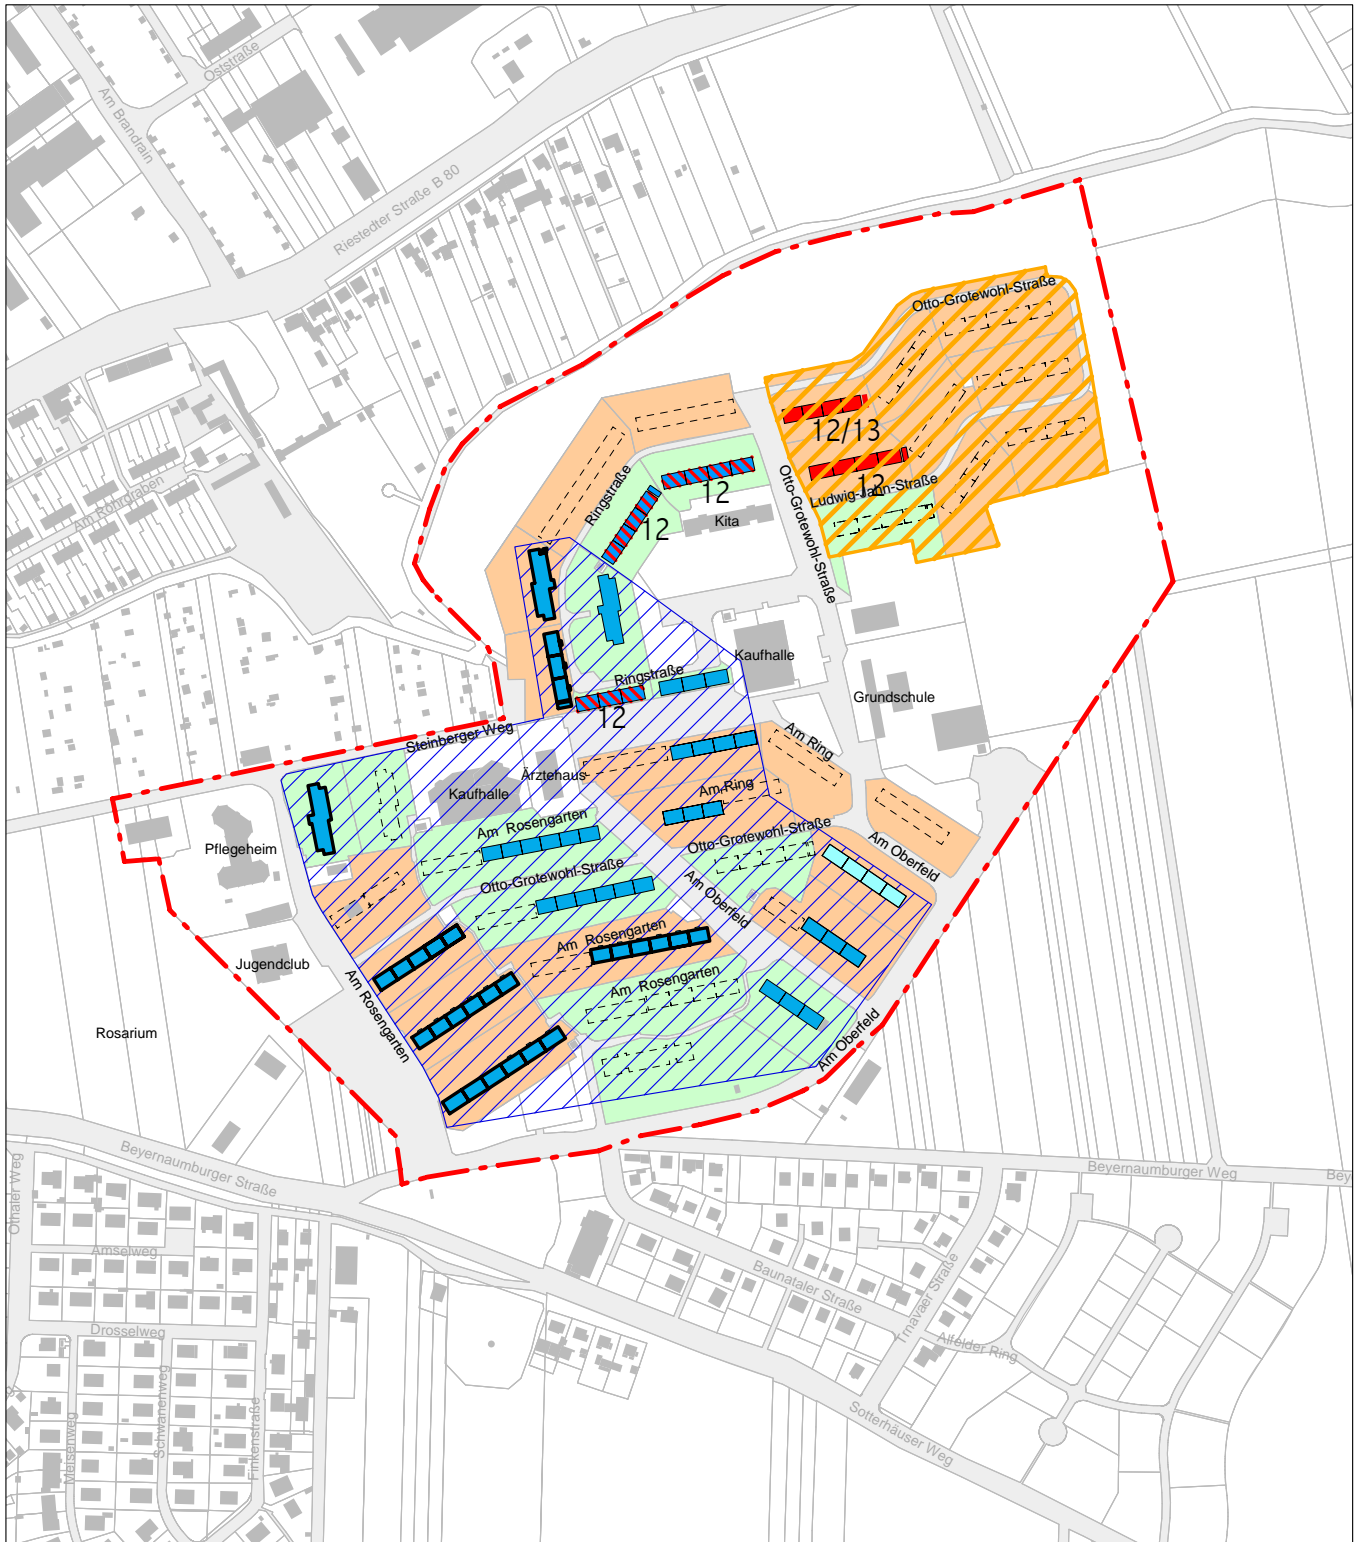 Oststraße
Am Brandrain
Riestedter Straße B 80
Otto-Grotewohl-Straße
12/13
12
Ludwig-Jahn-Straße
Otto-Grotewohl-Straße
Ringstraße
12
12
Kita
Am Rohrgraben
Kaufhalle
Ringstraße
Grundschule
12
Steinberger Weg
Am Ring
Ärztehaus
Kaufhalle
Am Ring
Am Rosengarten
Otto-Grotewohl-Straße
Am Oberfeld
Pflegeheim
Otto-Grotewohl-Straße
Am Oberfeld
Am Rosengarten
Jugendclub
Am Rosengarten
Am Rosengarten
Rosarium
Am Oberfeld
Beyernaumburger Straße
Beyernaumburger Weg
Bey
Othaler Weg
Amselweg
Baunataler Straße
Trnavaer Straße
Drosselweg
Alfelder Ring
Meisenweg
Schwanenweg
Finkenstraße
Sotterhäuser Weg